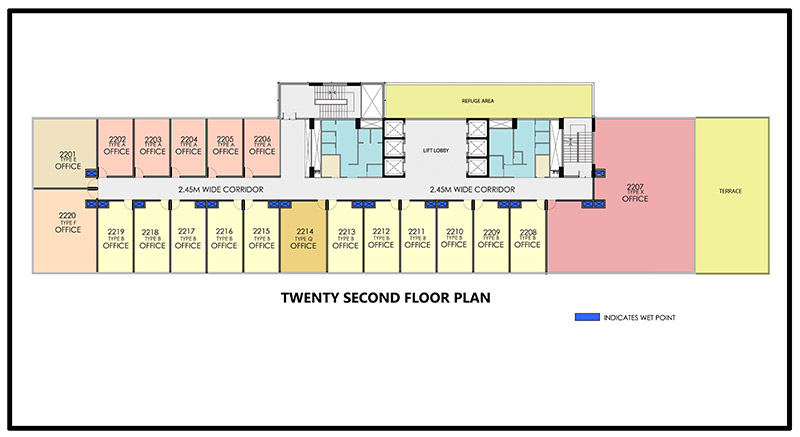 REFUGE AREA
2201
TYPE E
OFFICE
2202
TYPE A
OFFICE
2203
TYPE A
OFFICE
2204
TYPE A
OFFICE
2205
TYPE A
OFFICE
2206
TYPE A
OFFICE
LIFT LOBBY
2.45M WIDE CORRIDOR
2.45M WIDE CORRIDOR
2207
TYPE X
OFFICE
TERRACE
2220
TYPE F
OFFICE
2219
TYPE B
OFFICE
2218
TYPE B
OFFICE
2217
TYPE B
OFFICE
2216
TYPE B
OFFICE
2215
TYPE B
OFFICE
2214
TYPE Q
OFFICE
2213
TYPE B
OFFICE
2212
TYPE B
OFFICE
2211
TYPE B
OFFICE
2210
TYPE B
OFFICE
2209
TYPE B
OFFICE
2208
TYPE B
OFFICE
TWENTY SECOND FLOOR PLAN
INDICATES WET POINT